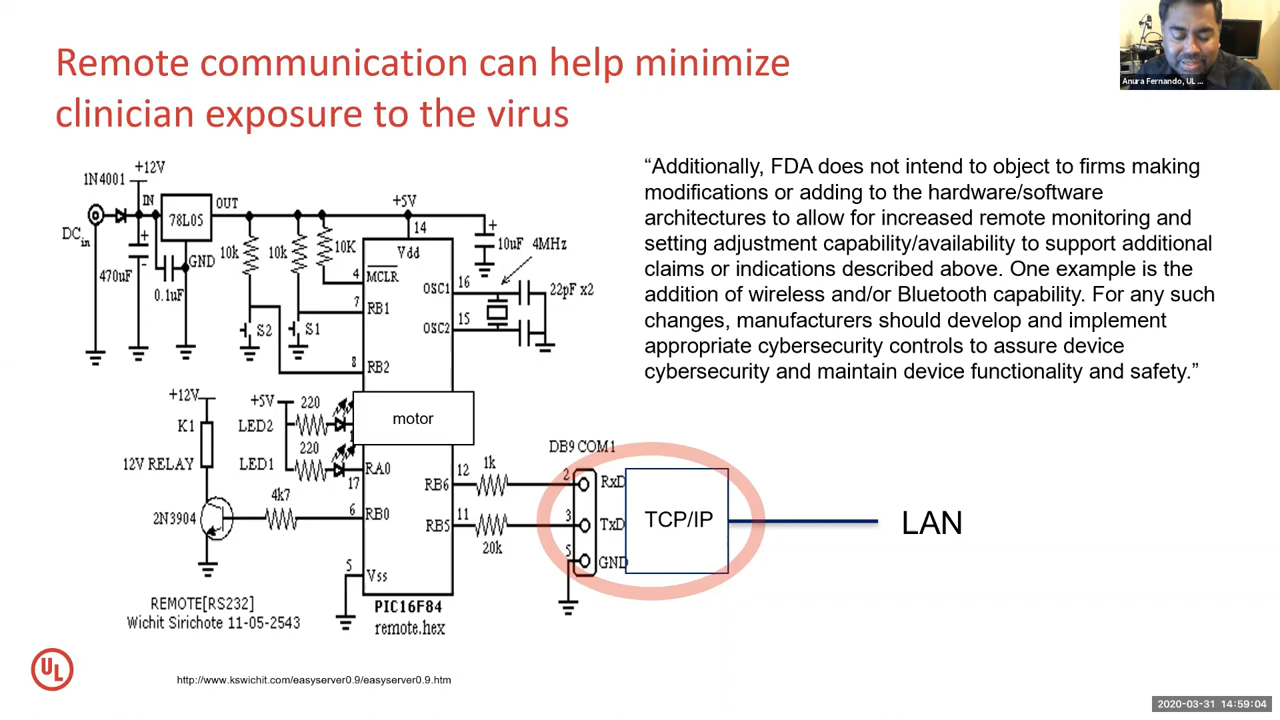 Remote communication can help minimize
clinician exposure to the virus
Anura Fernando, UL ...
“Additionally, FDA does not intend to object to firms making
modifications or adding to the hardware/software
architectures to allow for increased remote monitoring and
setting adjustment capability/availability to support additional
claims or indications described above. One example is the
addition of wireless and/or Bluetooth capability. For any such
changes, manufacturers should develop and implement
appropriate cybersecurity controls to assure device
cybersecurity and maintain device functionality and safety.”
+12V
1N4001
IN
OUT
78L05
DCin
GND
470uF
+
-
0.1uF
10k
10k
10K
S2
S1
+5V
14
Vdd
+
10uF
4MHz
4
MCLR
OSC1
16
22pF x2
7
RB1
OSC2
15
8
RB2
+12V
K1
12V RELAY
+5V
220
LED2
220
LED1
motor
RA0
17
4k7
6
RB0
2N3904
RB6
12
1k
RB5
11
20k
DB9 COM1
2
RxD
3
TxD
5
GND
TCP/IP
LAN
5
Vss
PIC16F84
remote.hex
REMOTE[RS232]
Wichit Sirichote 11-05-2543
UL
http://www.kswichit.com/easyserver0.9/easyserver0.9.htm
2020-03-31 14:59:04